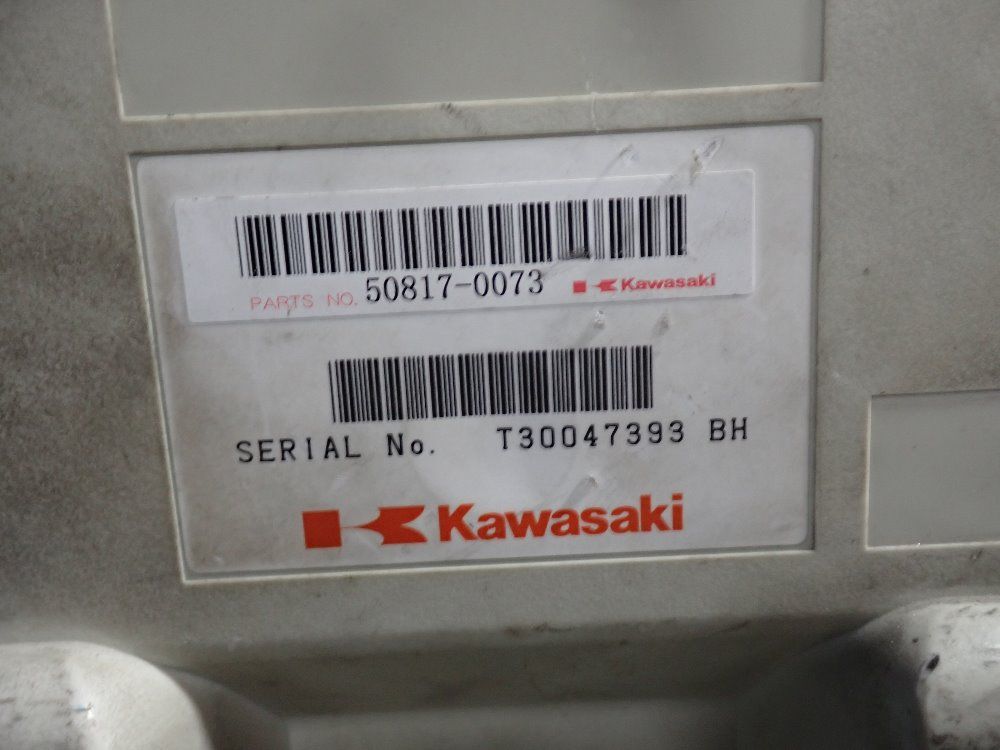 PARTS NO. 50817-0073 Kawasaki
SERIAL No. T30047393 BH
Kawasaki